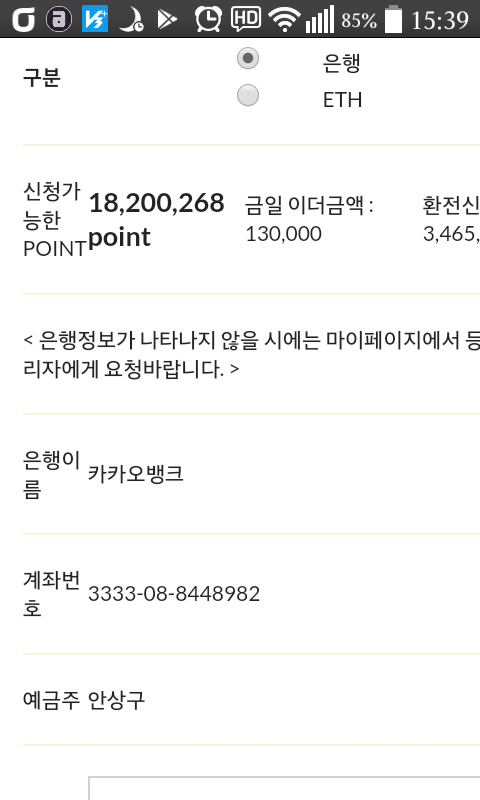 HD 85% 15:39
구분
은행
ETH
신청가
능한
POINT
18,200,268
point
금일 이더금액 :
130,000
환전신
3,465,
< 은행정보가 나타나지 않을 시에는 마이페이지에서 등
리자에게 요청바랍니다. >
은행이
름
카카오뱅크
계좌번
호
3333-08-8448982
예금주 안상구